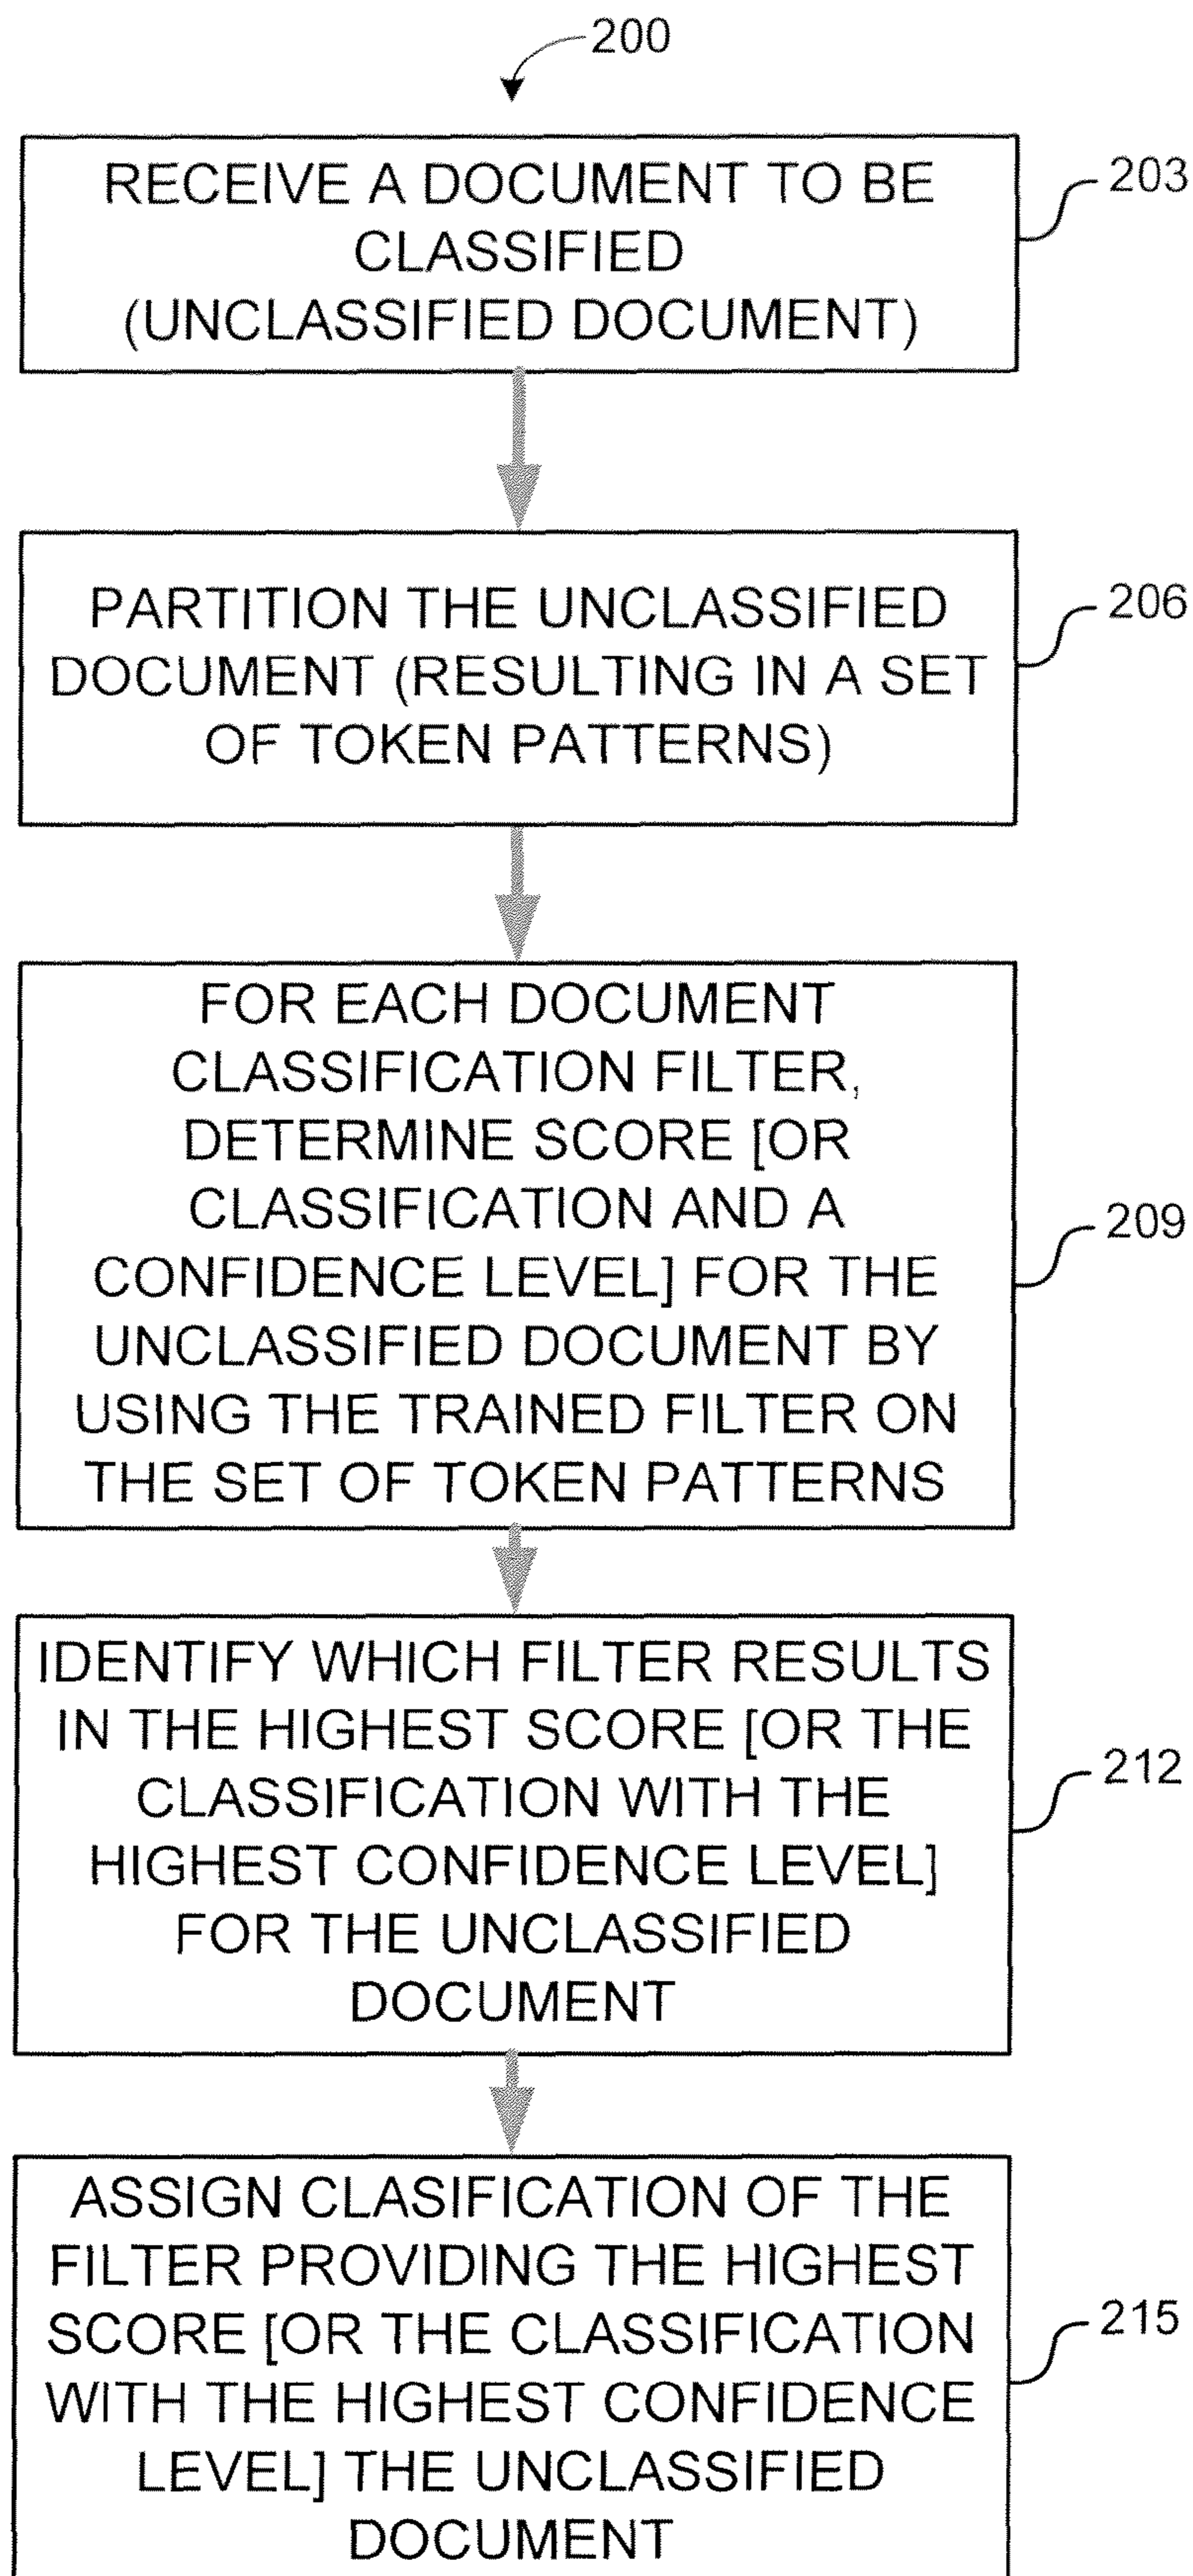 200
RECEIVE A DOCUMENT TO BE
CLASSIFIED
(UNCLASSIFIED DOCUMENT)
203
PARTITION THE UNCLASSIFIED
DOCUMENT (RESULTING IN A SET
OF TOKEN PATTERNS)
206
FOR EACH DOCUMENT
CLASSIFICATION FILTER,
DETERMINE SCORE [OR
CLASSIFICATION AND A
CONFIDENCE LEVEL] FOR THE
UNCLASSIFIED DOCUMENT BY
USING THE TRAINED FILTER ON
THE SET OF TOKEN PATTERNS
209
IDENTIFY WHICH FILTER RESULTS
IN THE HIGHEST SCORE [OR THE
CLASSIFICATION WITH THE
HIGHEST CONFIDENCE LEVEL]
FOR THE UNCLASSIFIED
DOCUMENT
212
ASSIGN CLASIFICATION OF THE
FILTER PROVIDING THE HIGHEST
SCORE [OR THE CLASSIFICATION
WITH THE HIGHEST CONFIDENCE
LEVEL] THE UNCLASSIFIED
DOCUMENT
215